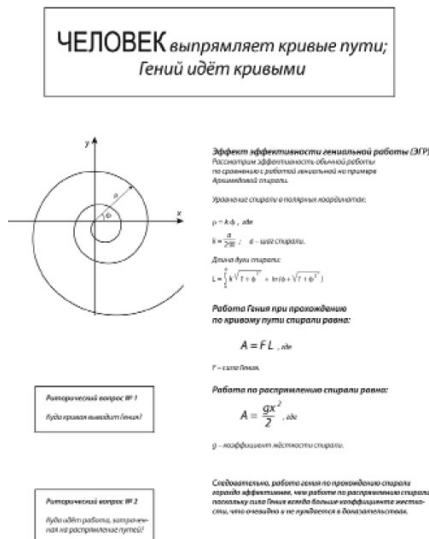 ЧЕЛОВЕК выпрямляет кривые пути;
Гений идёт кривыми
y
ρ
ϕ
x
Эффект эффективности гениальной работы (ЭГР)
Рассмотрим эффективность обычной работы
по сравнению с работой гениальной на примере
Архимедовой спирали.
Уравнение спирали в полярных координатах:
ρ = k ϕ , где
k = a / 2π ; a – шаг спирали.
Длина дуги спирали:
Работа Гения при прохождении
по кривому пути спирали равна:
A = F L , где
F – сила Гения.
Работа по распрямлению спирали равна:
A = gx² / 2 , где
g – коэффициент жёсткости спирали.
Следовательно, работа гения по прохождению спирали
гораздо эффективнее, чем работа по распрямлению спирали,
поскольку сила Гения всегда больше коэффициента жестко-
сти, что очевидно и не нуждается в доказательствах.
Риторический вопрос № 1
Куда кривая выводит Гения?
Риторический вопрос № 2
Куда идёт работа, затрачен-
ная на распрямление путей?